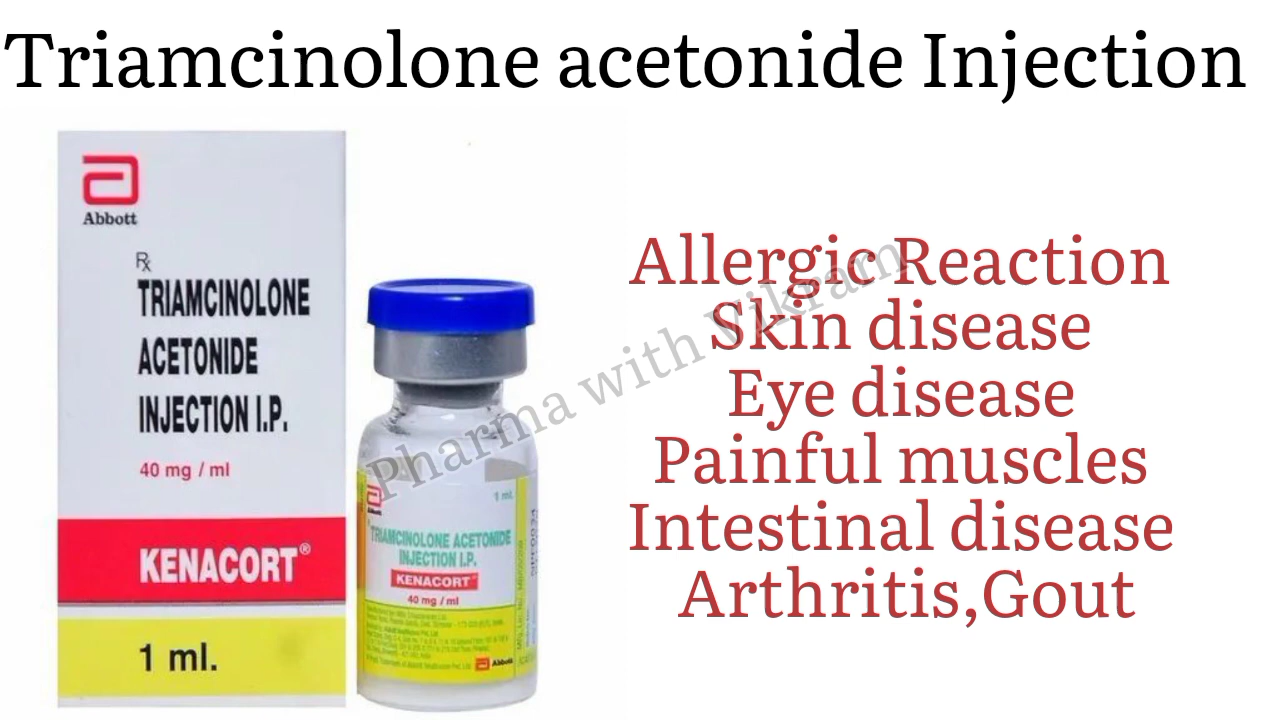 Triamcinolone acetonide Injection
Abbott
Rx
TRIAMCINOLONE
ACETONIDE
INJECTION I.P.
40 mg / ml
KENACORT®
1 ml.
1 ml.
TRIAMCINOLONE ACETONIDE
INJECTION I.P.
KENACORT
40 mg / ml
Abbott
Pharma with Vikram
Allergic Reaction
Skin disease
Eye disease
Painful muscles
Intestinal disease
Arthritis,Gout